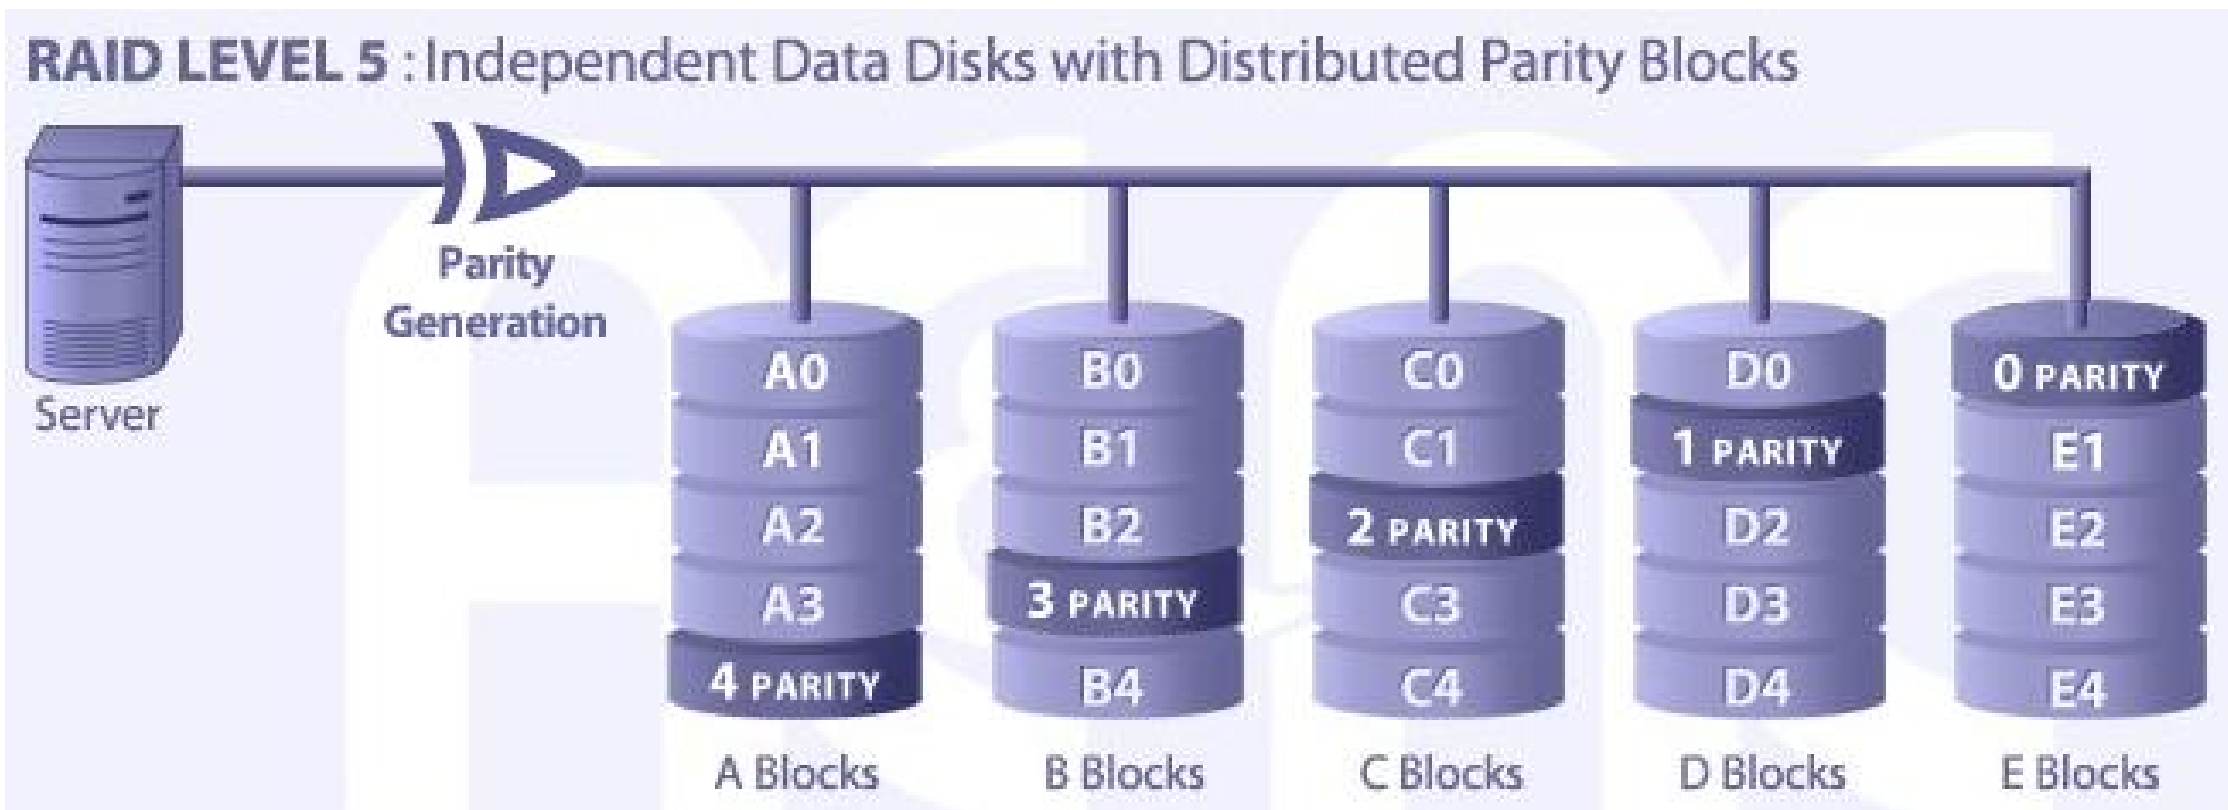 RAID LEVEL 5 : Independent Data Disks with Distributed Parity Blocks
Server
Parity
Generation
A0
A1
A2
A3
4 PARITY
A Blocks
B0
B1
B2
3 PARITY
B4
B Blocks
C0
C1
2 PARITY
C3
C4
C Blocks
D0
1 PARITY
D2
D3
D4
D Blocks
0 PARITY
E1
E2
E3
E4
E Blocks